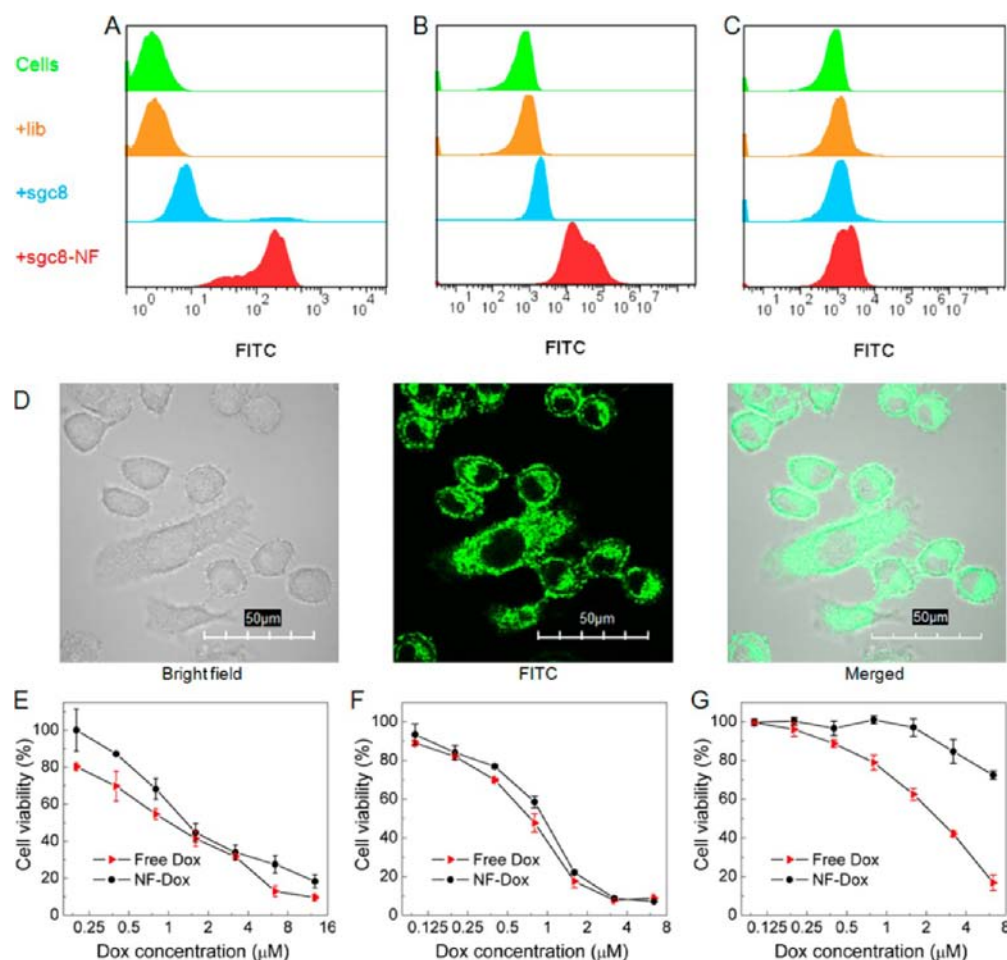 A
B
C
Cells
+lib
+sgc8
+sgc8-NF
10^0 10^1 10^2 10^3 10^4
10^1 10^2 10^3 10^4 10^5 10^6 10^7
10^1 10^2 10^3 10^4 10^5 10^6 10^7
FITC
FITC
FITC
D
50μm
50μm
50μm
Bright field
FITC
Merged
E
Cell viability (%)
100
80
60
40
20
0
Free Dox
NF-Dox
0.25 0.5 1 2 4 8 16
Dox concentration (μM)
F
Cell viability (%)
100
80
60
40
20
0
Free Dox
NF-Dox
0.125 0.25 0.5 1 2 4 8
Dox concentration (μM)
G
Cell viability (%)
100
80
60
40
20
0
Free Dox
NF-Dox
0.125 0.25 0.5 1 2 4 8
Dox concentration (μM)